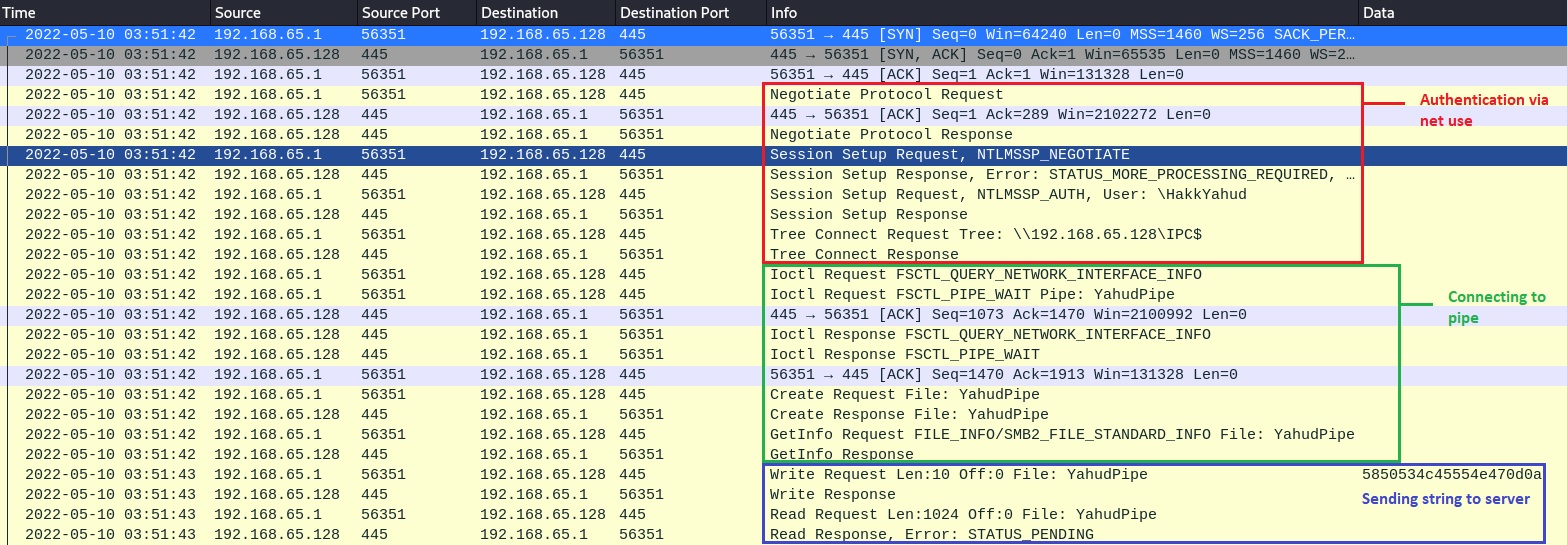 Time Source Source Port Destination Destination Port Info Data
2022-05-10 03:51:42 192.168.65.1 56351 192.168.65.128 445 56351 → 445 [SYN] Seq=0 Win=64240 Len=0 MSS=1460 WS=256 SACK_PER…
2022-05-10 03:51:42 192.168.65.128 445 192.168.65.1 56351 445 → 56351 [SYN, ACK] Seq=0 Ack=1 Win=65535 Len=0 MSS=1460 WS=2…
2022-05-10 03:51:42 192.168.65.1 56351 192.168.65.128 445 56351 → 445 [ACK] Seq=1 Ack=1 Win=131328 Len=0
2022-05-10 03:51:42 192.168.65.1 56351 192.168.65.128 445 Negotiate Protocol Request
Authentication via
net use
2022-05-10 03:51:42 192.168.65.128 445 192.168.65.1 56351 445 → 56351 [ACK] Seq=1 Ack=289 Win=2102272 Len=0
2022-05-10 03:51:42 192.168.65.128 445 192.168.65.1 56351 Negotiate Protocol Response
2022-05-10 03:51:42 192.168.65.1 56351 192.168.65.128 445 Session Setup Request, NTLMSSP_NEGOTIATE
2022-05-10 03:51:42 192.168.65.128 445 192.168.65.1 56351 Session Setup Response, Error: STATUS_MORE_PROCESSING_REQUIRED, …
2022-05-10 03:51:42 192.168.65.1 56351 192.168.65.128 445 Session Setup Request, NTLMSSP_AUTH, User: \HakkYahud
2022-05-10 03:51:42 192.168.65.128 445 192.168.65.1 56351 Session Setup Response
2022-05-10 03:51:42 192.168.65.1 56351 192.168.65.128 445 Tree Connect Request Tree: \\192.168.65.128\IPC$
2022-05-10 03:51:42 192.168.65.128 445 192.168.65.1 56351 Tree Connect Response
2022-05-10 03:51:42 192.168.65.1 56351 192.168.65.128 445 Ioctl Request FSCTL_QUERY_NETWORK_INTERFACE_INFO
2022-05-10 03:51:42 192.168.65.1 56351 192.168.65.128 445 Ioctl Request FSCTL_PIPE_WAIT Pipe: YahudPipe
Connecting to
pipe
2022-05-10 03:51:42 192.168.65.128 445 192.168.65.1 56351 445 → 56351 [ACK] Seq=1073 Ack=1470 Win=2100992 Len=0
2022-05-10 03:51:42 192.168.65.128 445 192.168.65.1 56351 Ioctl Response FSCTL_QUERY_NETWORK_INTERFACE_INFO
2022-05-10 03:51:42 192.168.65.128 445 192.168.65.1 56351 Ioctl Response FSCTL_PIPE_WAIT
2022-05-10 03:51:42 192.168.65.1 56351 192.168.65.128 445 56351 → 445 [ACK] Seq=1470 Ack=1913 Win=131328 Len=0
2022-05-10 03:51:42 192.168.65.1 56351 192.168.65.128 445 Create Request File: YahudPipe
2022-05-10 03:51:42 192.168.65.128 445 192.168.65.1 56351 Create Response File: YahudPipe
2022-05-10 03:51:42 192.168.65.1 56351 192.168.65.128 445 GetInfo Request FILE_INFO/SMB2_FILE_STANDARD_INFO File: YahudPipe
2022-05-10 03:51:42 192.168.65.128 445 192.168.65.1 56351 GetInfo Response
2022-05-10 03:51:43 192.168.65.1 56351 192.168.65.128 445 Write Request Len:10 Off:0 File: YahudPipe 5850534c45554e470d0a
2022-05-10 03:51:43 192.168.65.128 445 192.168.65.1 56351 Write Response
Sending string to server
2022-05-10 03:51:43 192.168.65.1 56351 192.168.65.128 445 Read Request Len:1024 Off:0 File: YahudPipe
2022-05-10 03:51:43 192.168.65.128 445 192.168.65.1 56351 Read Response, Error: STATUS_PENDING